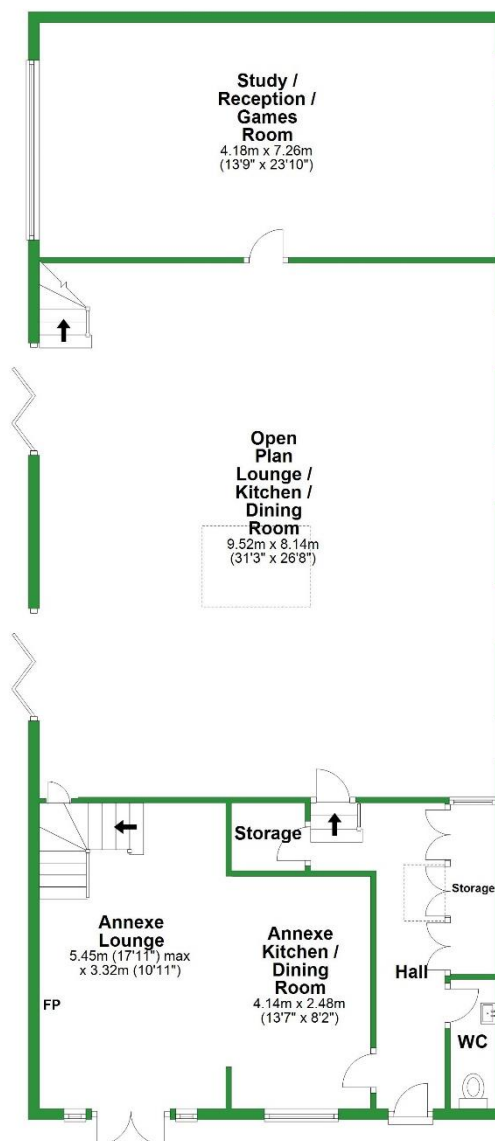 Study /
Reception /
Games
Room
4.18m x 7.26m
(13'9" x 23'10")
Open
Plan
Lounge /
Kitchen /
Dining
Room
9.52m x 8.14m
(31'3" x 26'8")
Storage
Storage
Annexe
Lounge
5.45m (17'11") max
x 3.32m (10'11")
Annexe
Kitchen /
Dining
Room
4.14m x 2.48m
(13'7" x 8'2")
Hall
FP
WC